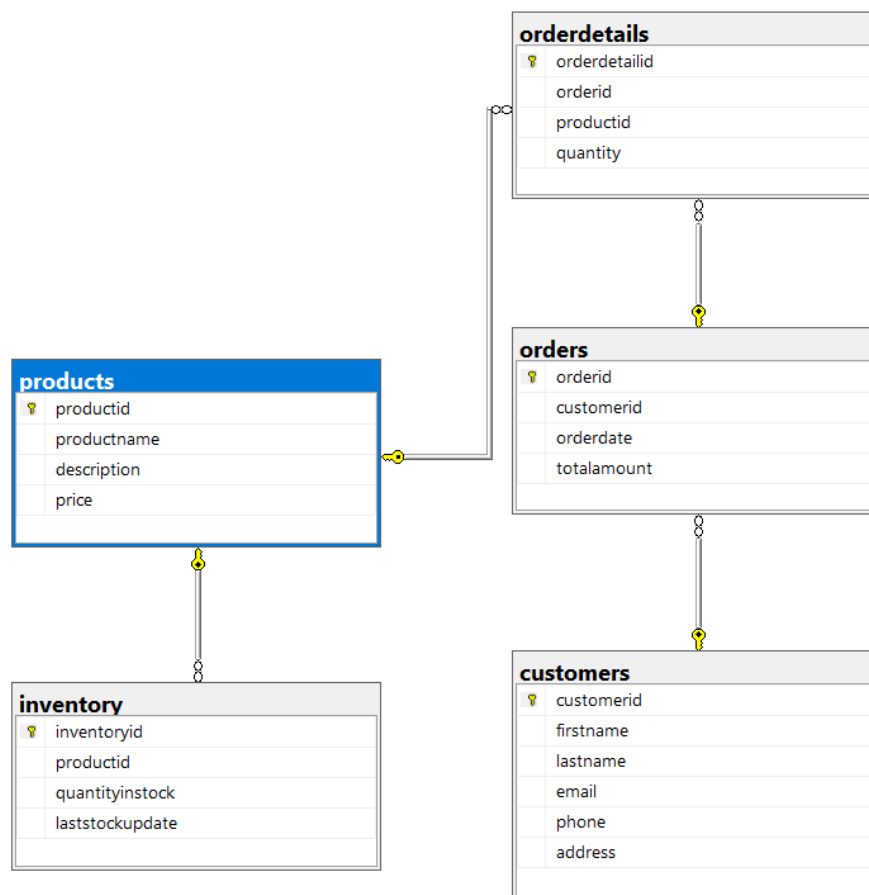 orderdetails
orderdetailid
orderid
productid
quantity
orders
orderid
customerid
orderdate
totalamount
products
productid
productname
description
price
inventory
inventoryid
productid
quantityinstock
laststockupdate
customers
customerid
firstname
lastname
email
phone
address